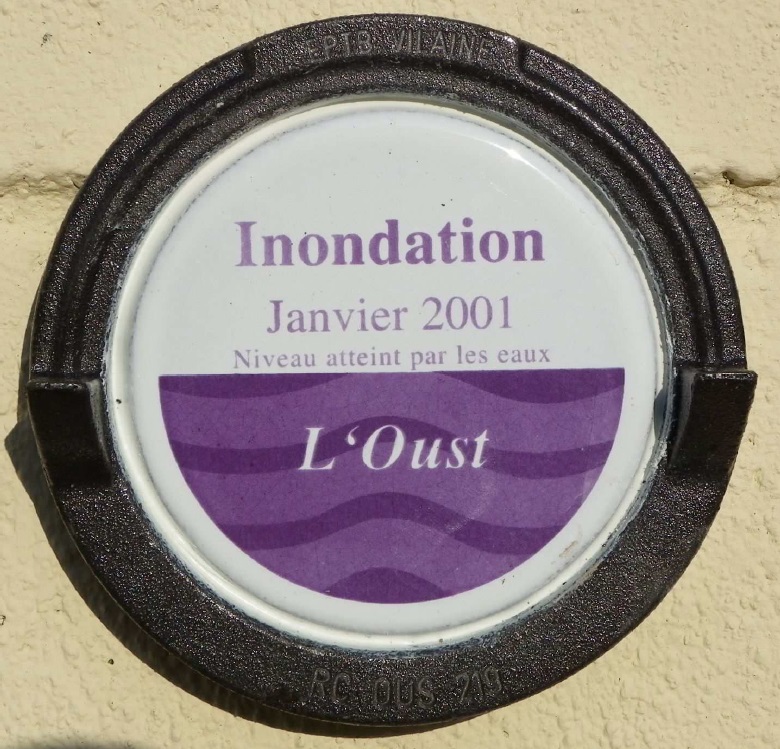 EPTB VILAINE
Inondation
Janvier 2001
Niveau atteint par les eaux
L‘Oust
RC OUS 219